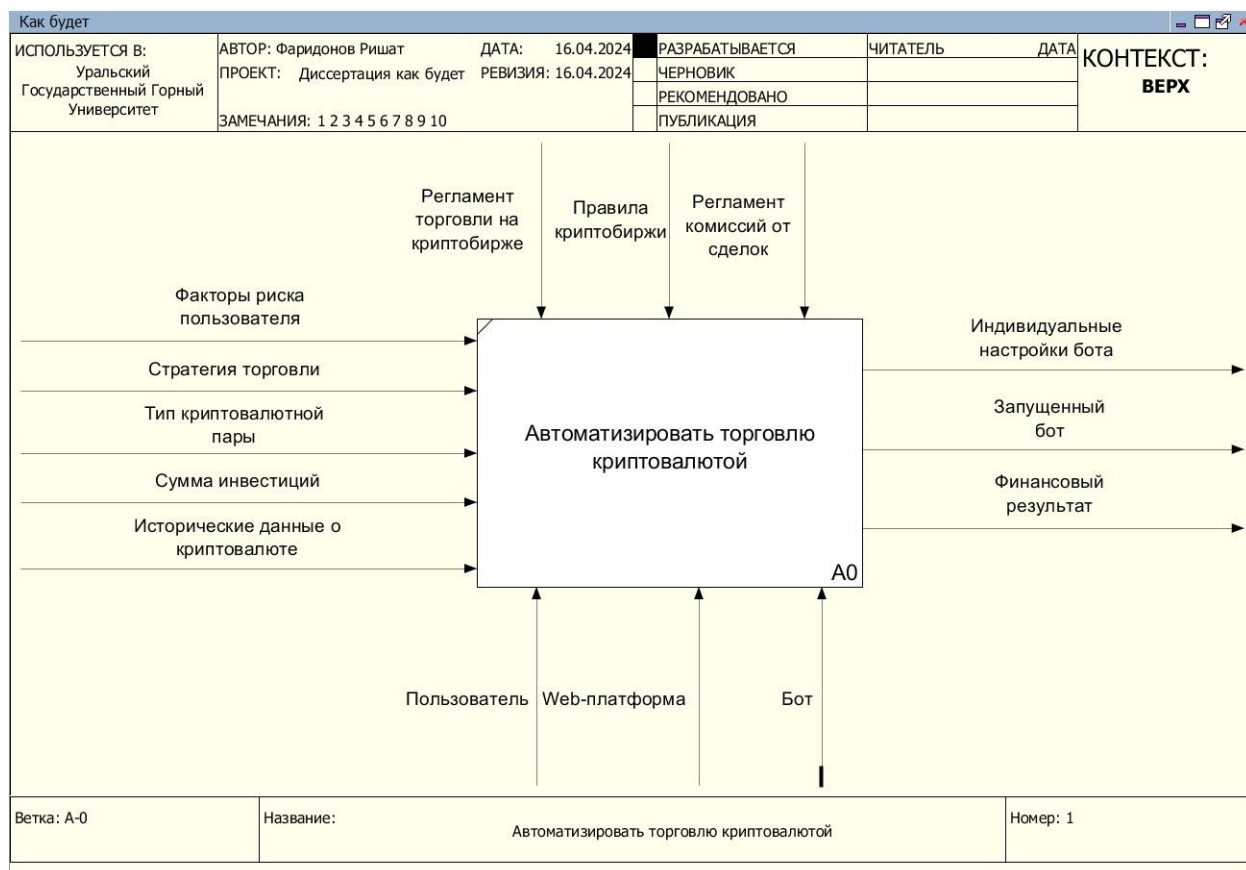 Как будет
ИСПОЛЬЗУЕТСЯ В:
Уральский
Государственный Горный
Университет
АВТОР: Фаридонов Ришат
ДАТА: 16.04.2024
ПРОЕКТ: Диссертация как будет
РЕВИЗИЯ: 16.04.2024
ЗАМЕЧАНИЯ: 1 2 3 4 5 6 7 8 9 10
РАЗРАБАТЫВАЕТСЯ
ЧЕРНОВИК
РЕКОМЕНДОВАНО
ПУБЛИКАЦИЯ
ЧИТАТЕЛЬ
ДАТА
КОНТЕКСТ:
ВЕРХ
Регламент
торговли на
криптобирже
Правила
криптобиржи
Регламент
комиссий от
сделок
Факторы риска
пользователя
Стратегия торговли
Тип криптовалютной
пары
Сумма инвестиций
Исторические данные о
криптовалюте
Автоматизировать торговлю
криптовалютой
A0
Индивидуальные
настройки бота
Запущенный
бот
Финансовый
результат
Пользователь
Web-платформа
Бот
Ветка: A-0
Название:
Автоматизировать торговлю криптовалютой
Номер: 1